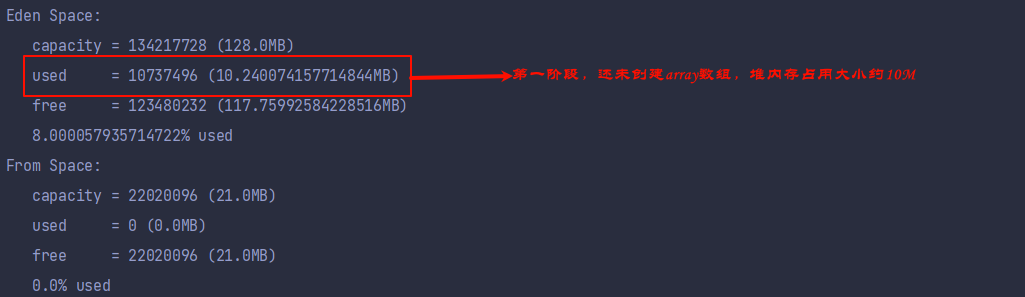 Eden Space:
capacity = 134217728 (128.0MB)
used = 10737496 (10.240074157714844MB)
第一阶段，还未创建array数组，堆内存占用大小约10M
free = 123480232 (117.75992584228516MB)
8.000057935714722% used
From Space:
capacity = 22020096 (21.0MB)
used = 0 (0.0MB)
free = 22020096 (21.0MB)
0.0% used